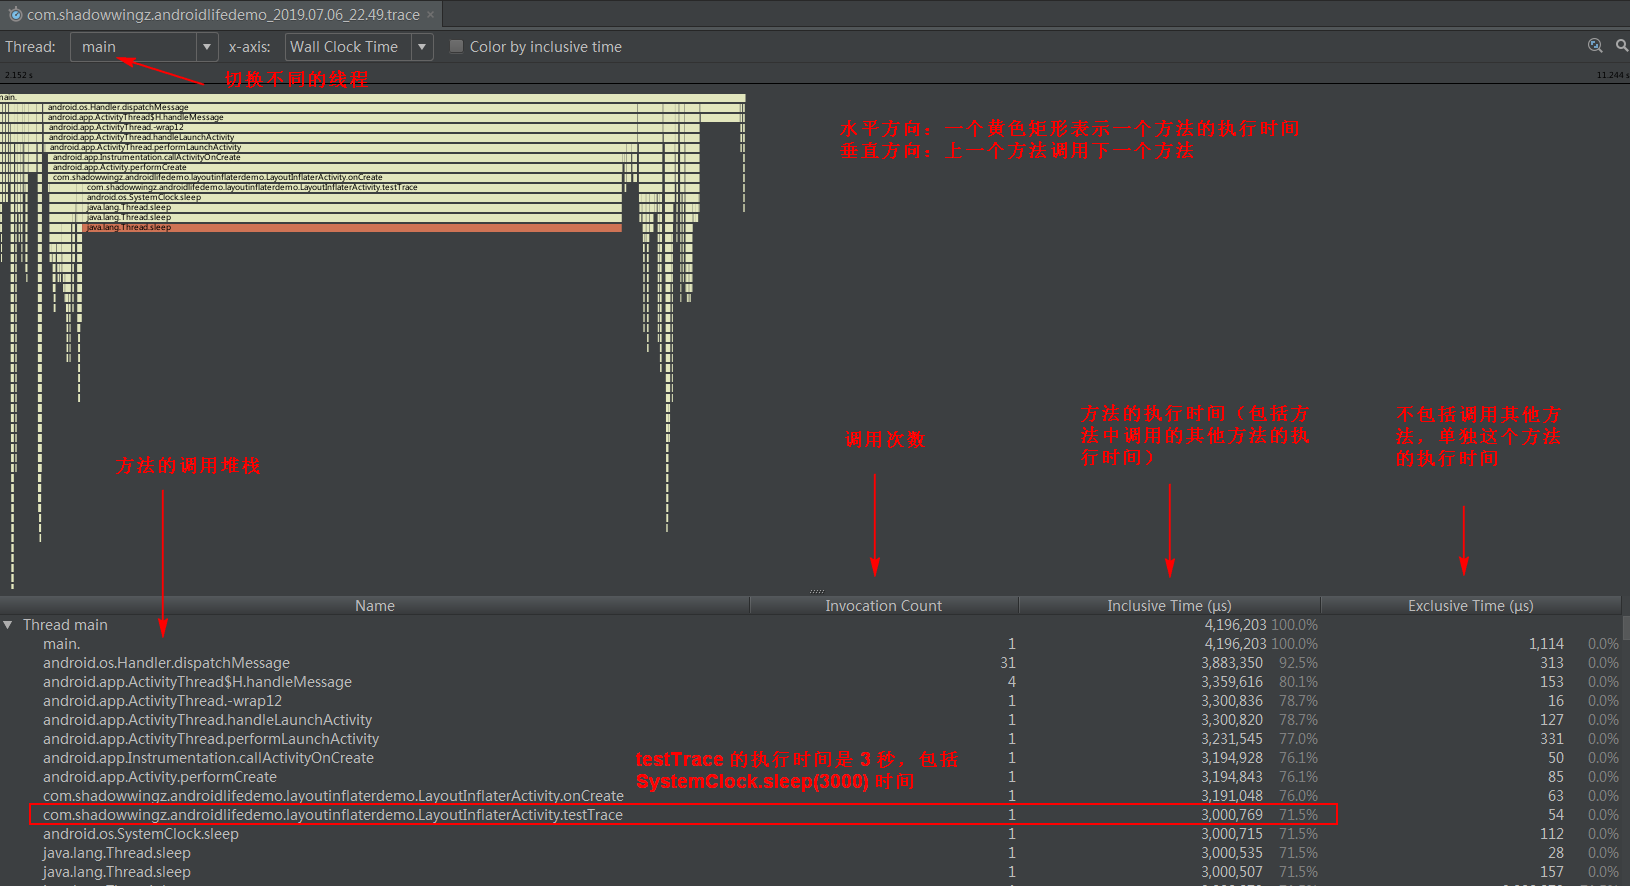 com.shadowwingz.androidlifedemo_2019.07.06_22.49.trace ×
Thread: main x-axis: Wall Clock Time Color by inclusive time
2.152 s 11.244 s
切换不同的线程
main.
android.os.Handler.dispatchMessage
android.app.ActivityThread$H.handleMessage
android.app.ActivityThread.-wrap12
android.app.ActivityThread.handleLaunchActivity
android.app.ActivityThread.performLaunchActivity
android.app.Instrumentation.callActivityOnCreate
android.app.Activity.performCreate
com.shadowwingz.androidlifedemo.layoutinflaterdemo.LayoutInflaterActivity.onCreate
com.shadowwingz.androidlifedemo.layoutinflaterdemo.LayoutInflaterActivity.testTrace
android.os.SystemClock.sleep
java.lang.Thread.sleep
java.lang.Thread.sleep
java.lang.Thread.sleep
水平方向：一个黄色矩形表示一个方法的执行时间
垂直方向：上一个方法调用下一个方法
方法的调用堆栈
调用次数
方法的执行时间（包括方
法中调用的其他方法的执
行时间）
不包括调用其他方
法，单独这个方法
的执行时间
Name Invocation Count Inclusive Time (μs) Exclusive Time (μs)
Thread main 4,196,203 100.0%
main. 1 4,196,203 100.0% 1,114 0.0%
android.os.Handler.dispatchMessage 31 3,883,350 92.5% 313 0.0%
android.app.ActivityThread$H.handleMessage 4 3,359,616 80.1% 153 0.0%
android.app.ActivityThread.-wrap12 1 3,300,836 78.7% 16 0.0%
android.app.ActivityThread.handleLaunchActivity 1 3,300,820 78.7% 127 0.0%
android.app.ActivityThread.performLaunchActivity 1 3,231,545 77.0% 331 0.0%
android.app.Instrumentation.callActivityOnCreate 1 3,194,928 76.1% 50 0.0%
android.app.Activity.performCreate 1 3,194,843 76.1% 85 0.0%
testTrace 的执行时间是 3 秒，包括
SystemClock.sleep(3000) 时间
com.shadowwingz.androidlifedemo.layoutinflaterdemo.LayoutInflaterActivity.onCreate 1 3,191,048 76.0% 63 0.0%
com.shadowwingz.androidlifedemo.layoutinflaterdemo.LayoutInflaterActivity.testTrace 1 3,000,769 71.5% 54 0.0%
android.os.SystemClock.sleep 1 3,000,715 71.5% 112 0.0%
java.lang.Thread.sleep 1 3,000,535 71.5% 28 0.0%
java.lang.Thread.sleep 1 3,000,507 71.5% 157 0.0%